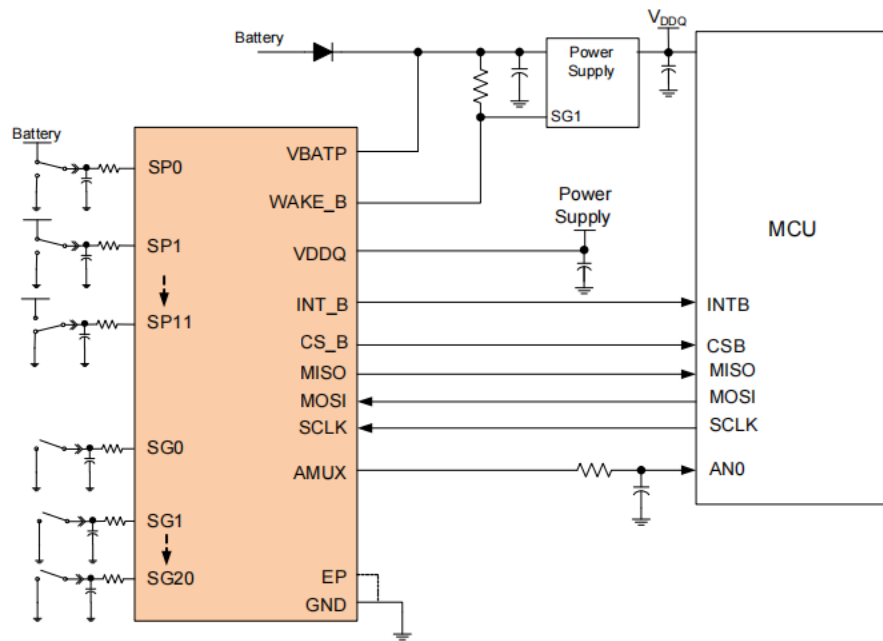 Battery
V_DDQ
Power
Supply
SG1
Battery
SP0
SP1
SP11
SG0
SG1
SG20
VBATP
WAKE_B
VDDQ
INT_B
CS_B
MISO
MOSI
SCLK
AMUX
EP
GND
Power
Supply
MCU
INTB
CSB
MISO
MOSI
SCLK
AN0